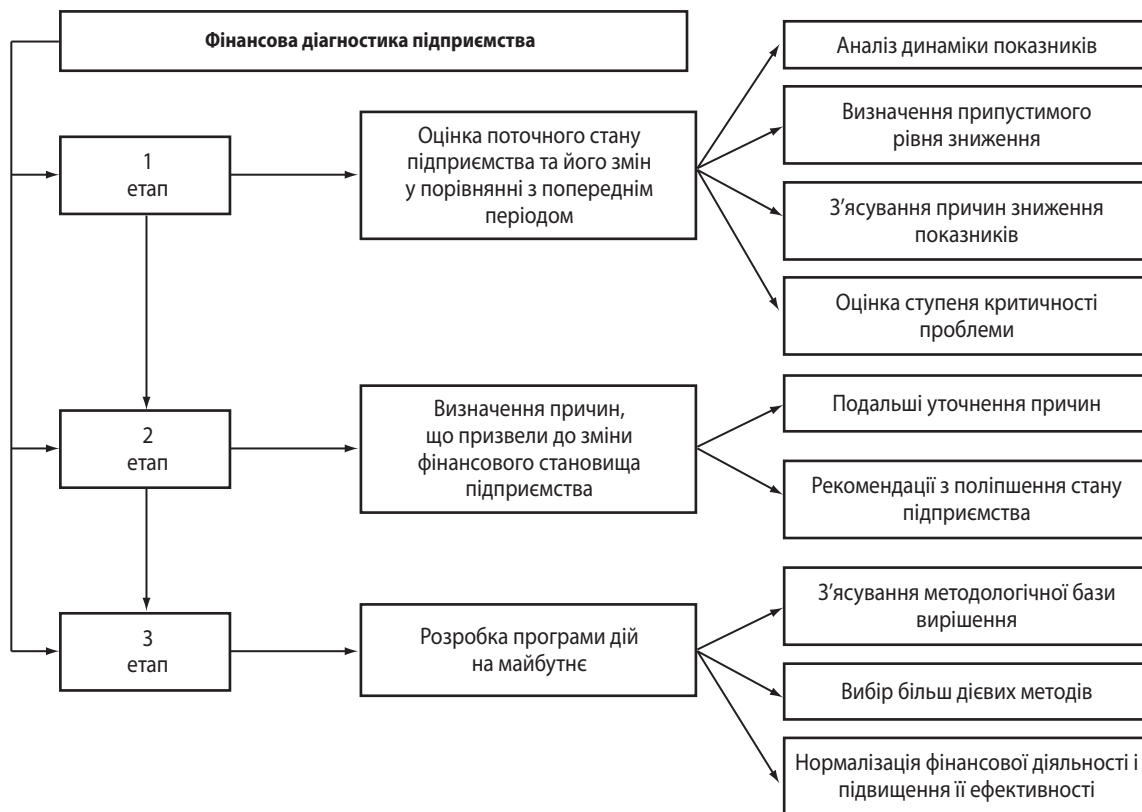 Фінансова діагностика підприємства
1
етап
Оцінка поточного стану
підприємства та його змін
у порівнянні з попереднім
періодом
Аналіз динаміки показників
Визначення припустимого
рівня зниження
З’ясування причин зниження
показників
Оцінка ступеня критичності
проблеми
2
етап
Визначення причин,
що призвели до зміни
фінансового становища
підприємства
Подальші уточнення причин
Рекомендації з поліпшення стану
підприємства
3
етап
Розробка програми дій
на майбутнє
З’ясування методологічної бази
вирішення
Вибір більш дієвих методів
Нормалізація фінансової діяльності і
підвищення її ефективності